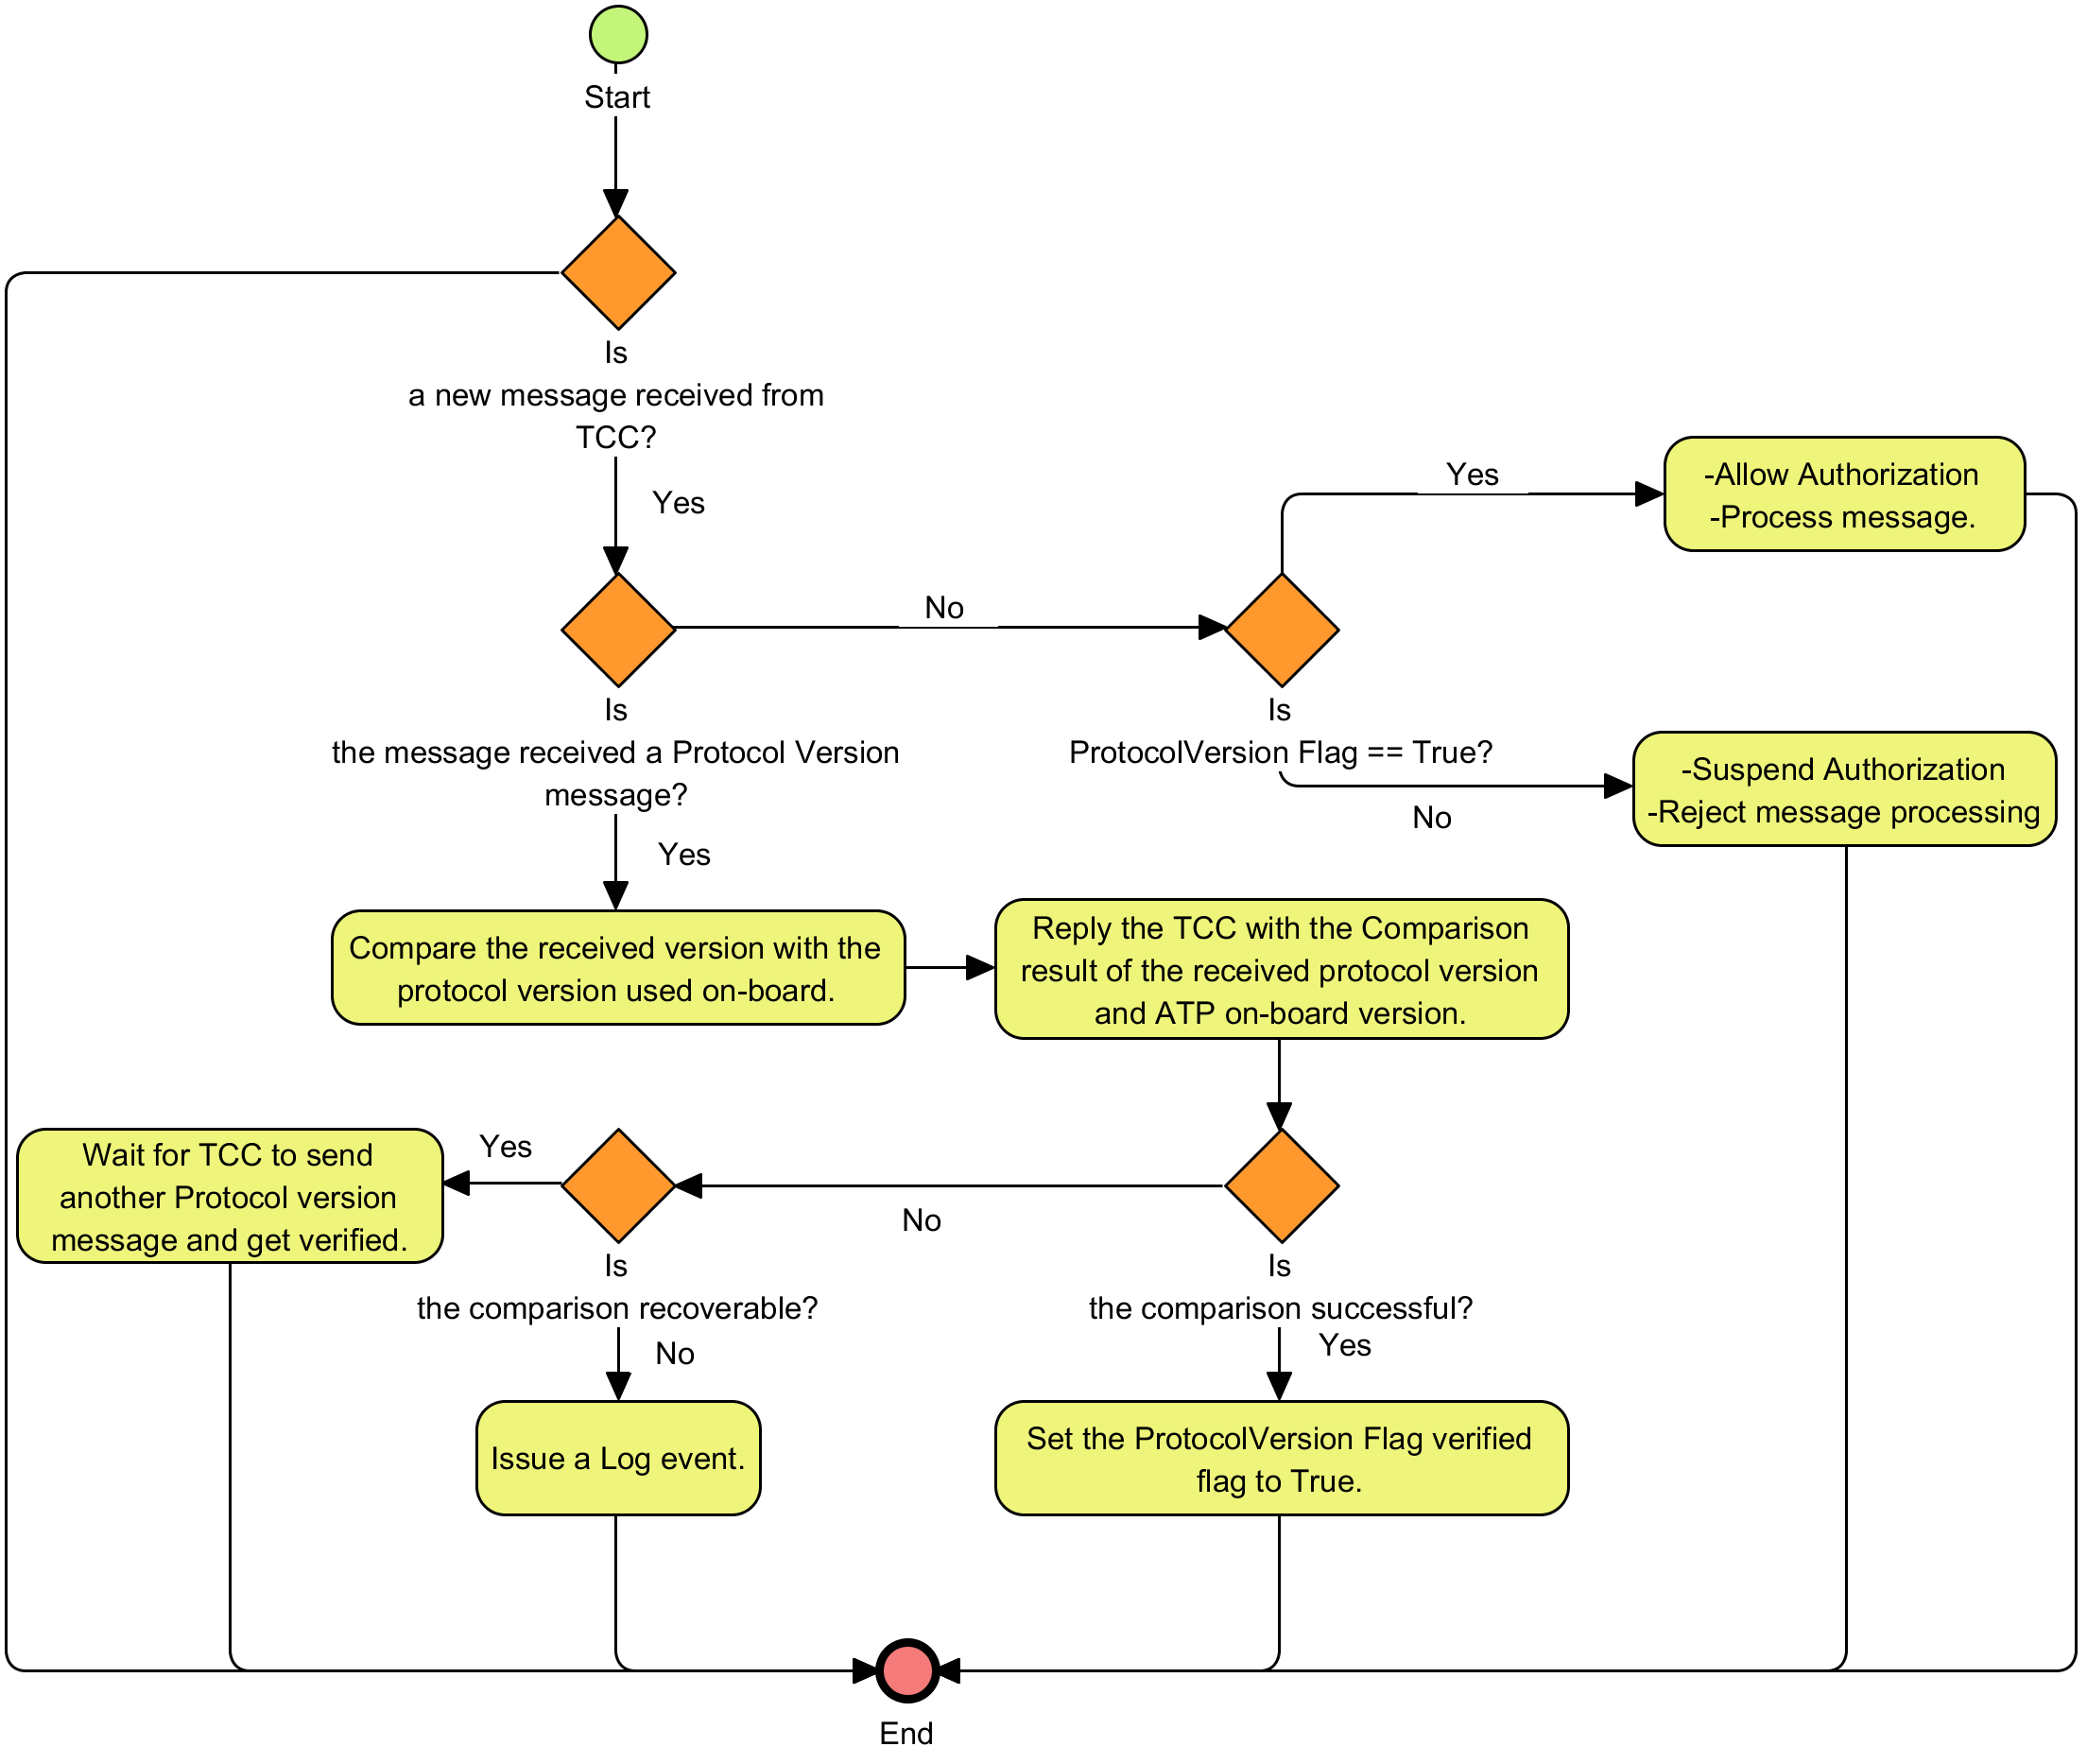 Start
Is
a new message received from
TCC?
Yes
Yes
-Allow Authorization
-Process message.
No
Is
the message received a Protocol Version
message?
Is
ProtocolVersion Flag == True?
No
-Suspend Authorization
-Reject message processing
Yes
Compare the received version with the
protocol version used on-board.
Reply the TCC with the Comparison
result of the received protocol version
and ATP on-board version.
Wait for TCC to send
another Protocol version
message and get verified.
Yes
No
Is
the comparison recoverable?
Is
the comparison successful?
No
Yes
Issue a Log event.
Set the ProtocolVersion Flag verified
flag to True.
End